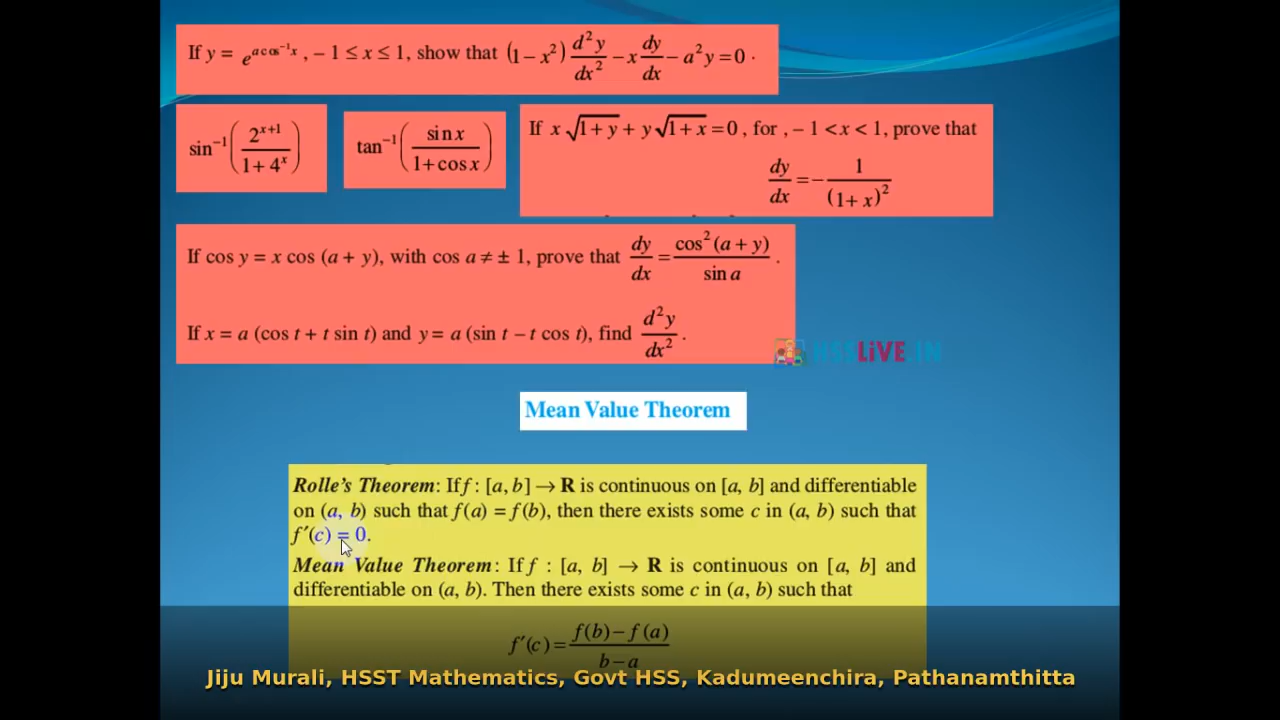 If y = e^{a cos⁻¹x}, – 1 ≤ x ≤ 1, show that (1 – x²) d²y/dx² – x dy/dx – a²y = 0 .
sin⁻¹(2^{x+1}/(1 + 4^x))
tan⁻¹(sin x/(1 + cos x))
If x √(1 + y) + y √(1 + x) = 0 , for , – 1 < x < 1, prove that
dy/dx = – 1/(1 + x)²
If cos y = x cos (a + y), with cos a ≠ ± 1, prove that dy/dx = cos² (a + y)/sin a .
If x = a (cos t + t sin t) and y = a (sin t – t cos t), find d²y/dx² .
HSSLiVE.IN
Mean Value Theorem
Rolle's Theorem: If f : [a, b] → R is continuous on [a, b] and differentiable
on (a, b) such that f (a) = f (b), then there exists some c in (a, b) such that
f ′(c) = 0.
Mean Value Theorem: If f : [a, b] → R is continuous on [a, b] and
differentiable on (a, b). Then there exists some c in (a, b) such that
f ′(c) = (f (b) – f (a))/(b – a)
Jiju Murali, HSST Mathematics, Govt HSS, Kadumeenchira, Pathanamthitta